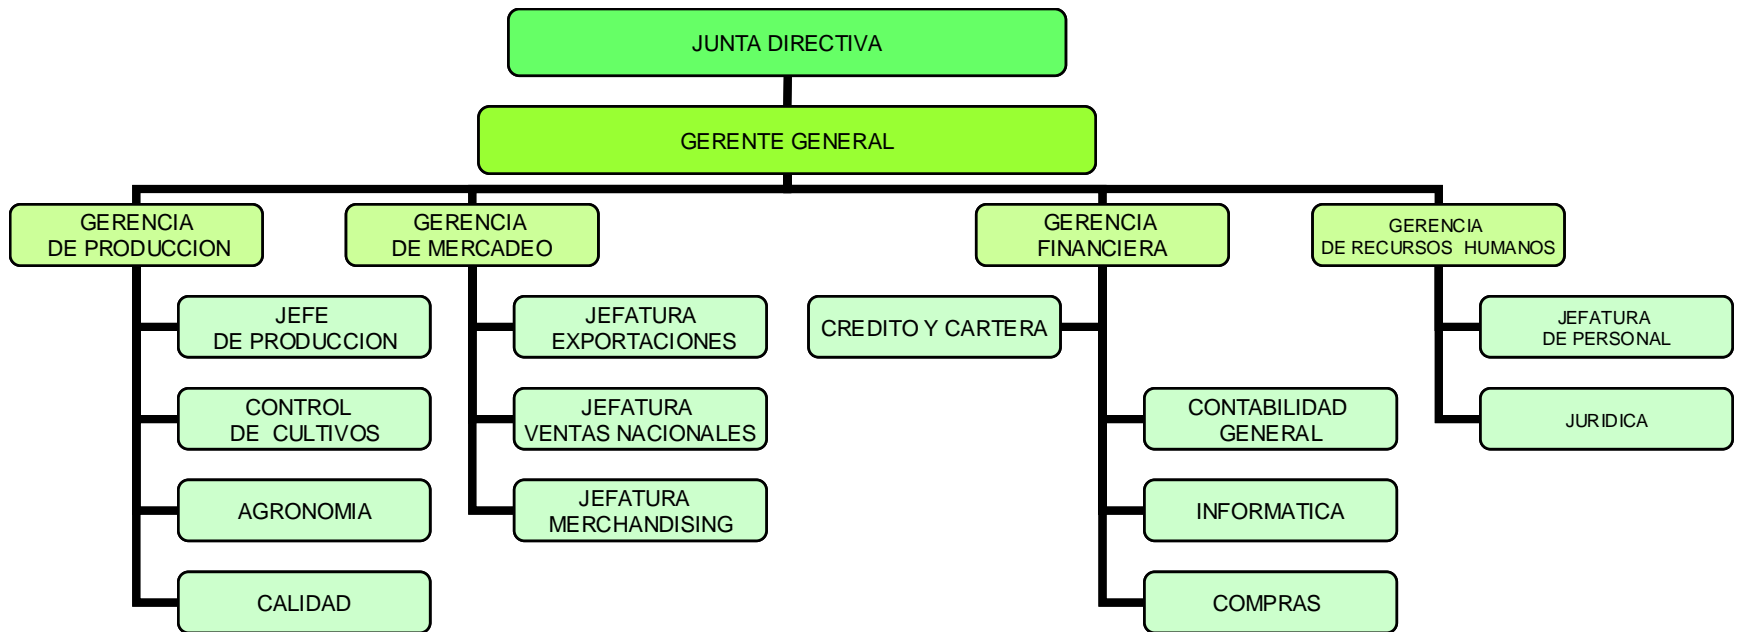 JUNTA DIRECTIVA
GERENTE GENERAL
GERENCIA
DE PRODUCCION
GERENCIA
DE MERCADEO
GERENCIA
FINANCIERA
GERENCIA
DE RECURSOS HUMANOS
JEFE
DE PRODUCCION
JEFATURA
EXPORTACIONES
CREDITO Y CARTERA
JEFATURA
DE PERSONAL
CONTROL
DE CULTIVOS
JEFATURA
VENTAS NACIONALES
CONTABILIDAD
GENERAL
JURIDICA
AGRONOMIA
JEFATURA
MERCHANDISING
INFORMATICA
CALIDAD
COMPRAS